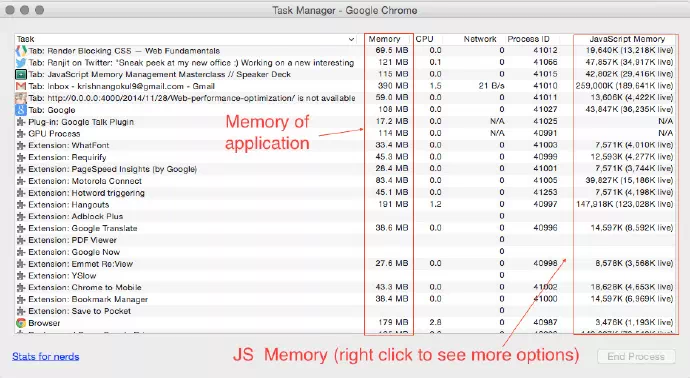 Task Manager - Google Chrome
Task Memory CPU Network Process ID JavaScript Memory
Tab: Render Blocking CSS — Web Fundamentals 69.5 MB 0.0 0 41012 19,640K (13,218K live)
Tab: Ranjit on Twitter: "Sneak peek at my new office :) Working on a new interesting 121 MB 0.1 0 41066 47,857K (34,917K live)
Tab: JavaScript Memory Management Masterclass // Speaker Deck 115 MB 0.0 0 41015 42,802K (29,416K live)
Tab: Inbox - krishnangokul9@gmail.com - Gmail 390 MB 1.5 21 B/s 41010 259,000K (189,641K live)
Tab: http://0.0.0.0:4000/2014/11/28/Web-performance-optimization/ is not available 59.0 MB 0.0 0 41011 13,606K (4,422K live)
Tab: Google 108 MB 0.0 0 41027 43,847K (36,235K live)
Plug-in: Google Talk Plugin 17.2 MB 0.0 N/A 41025 N/A
GPU Process 114 MB 0.0 N/A 40991 N/A
Extension: WhatFont 33.4 MB 0.0 0 41003 7,571K (4,010K live)
Extension: Requirify 45.3 MB 0.0 0 40999 12,593K (4,277K live)
Extension: PageSpeed Insights (by Google) 28.4 MB 0.0 0 41001 7,571K (3,744K live)
Extension: Motorola Connect 83.4 MB 0.0 0 41005 39,827K (15,186K live)
Extension: Hotword triggering 45.1 MB 0.0 0 41253 7,571K (4,198K live)
Extension: Hangouts 191 MB 1.2 0 40997 147,918K (123,028K live)
Extension: Adblock Plus 0
Extension: Google Translate 38.6 MB 0.0 0 40996 14,597K (8,592K live)
Extension: PDF Viewer 0
Extension: Google Now 0
Extension: Emmet Re:View 27.6 MB 0.0 0 40998 8,578K (3,568K live)
Extension: YSlow 0
Extension: Chrome to Mobile 43.3 MB 0.0 0 41002 18,628K (4,653K live)
Extension: Bookmark Manager 38.4 MB 0.0 0 41000 14,597K (6,969K live)
Extension: Save to Pocket 0
Browser 179 MB 2.8 0 40987 3,476K (1,193K live)
Memory of
application
JS Memory (right click to see more options)
Stats for nerds
End Process